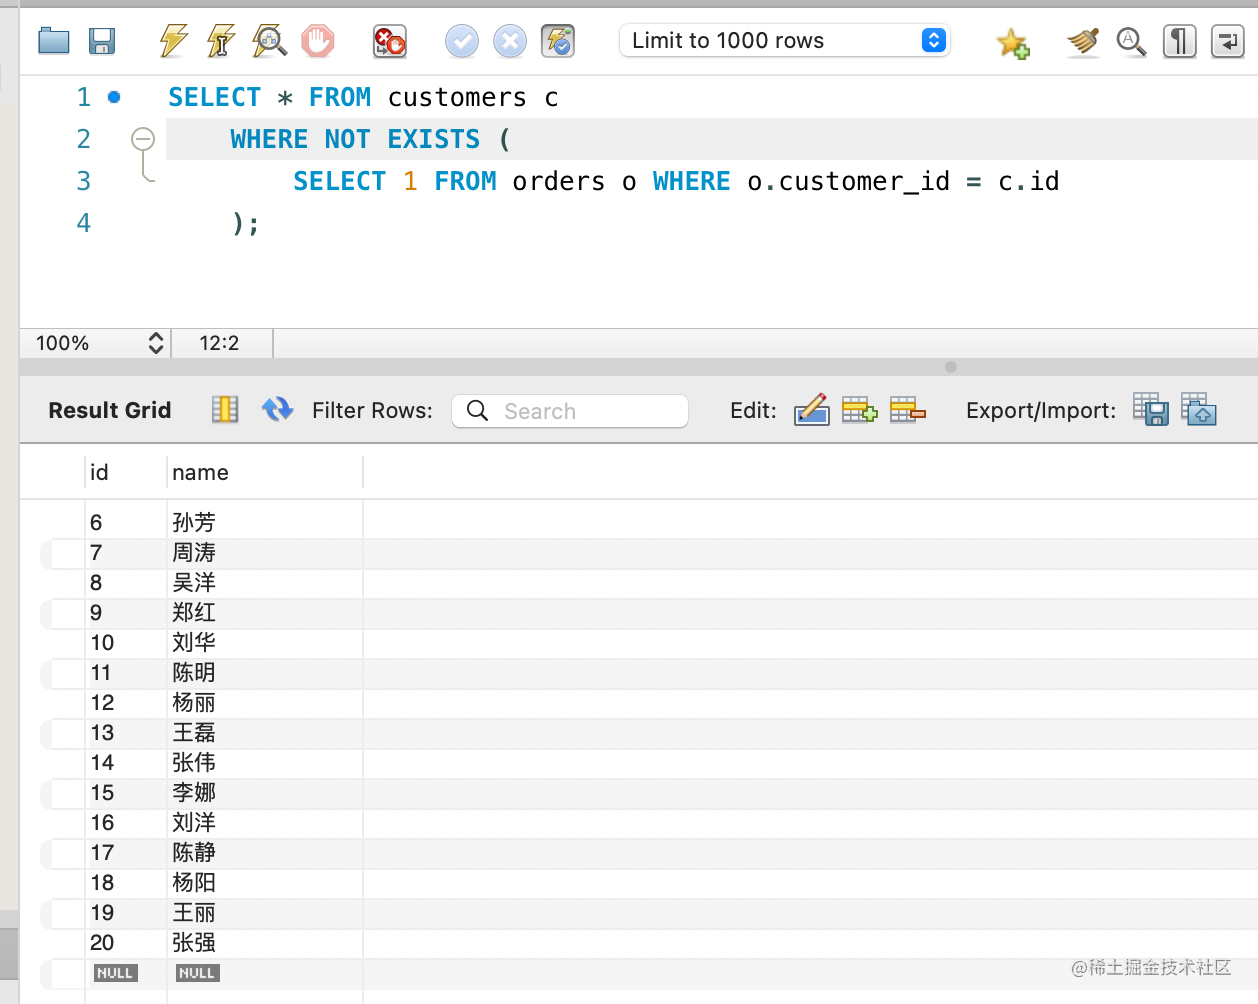 Limit to 1000 rows
1 SELECT * FROM customers c
2 WHERE NOT EXISTS (
3 SELECT 1 FROM orders o WHERE o.customer_id = c.id
4 );
100% 12:2
Result Grid Filter Rows: Search Edit: Export/Import:
id name
6 孙芳
7 周涛
8 吴洋
9 郑红
10 刘华
11 陈明
12 杨丽
13 王磊
14 张伟
15 李娜
16 刘洋
17 陈静
18 杨阳
19 王丽
20 张强
NULL NULL
@稀土掘金技术社区